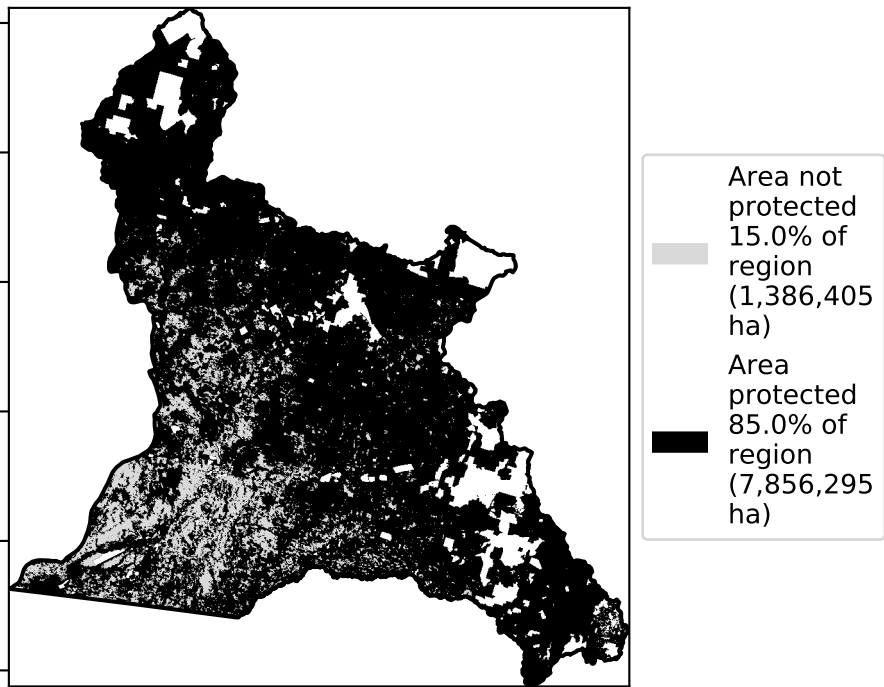 Area not
protected
15.0% of
region
(1,386,405
ha)
Area
protected
85.0% of
region
(7,856,295
ha)